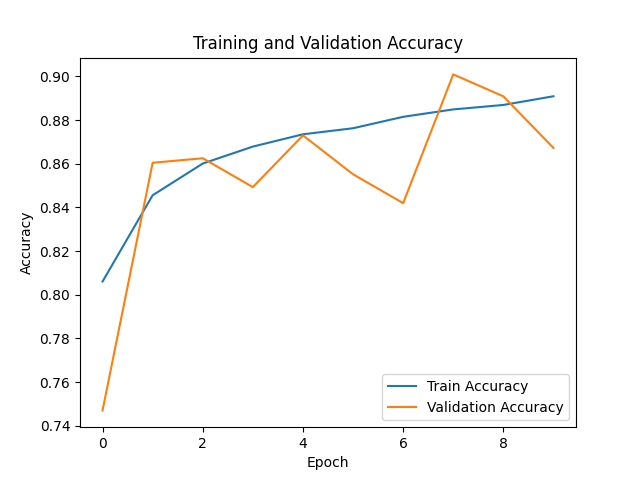 Training and Validation Accuracy
0.90
0.88
0.86
0.84
0.82
0.80
0.78
0.76
0.74
Accuracy
0 2 4 6 8
Epoch
Train Accuracy
Validation Accuracy